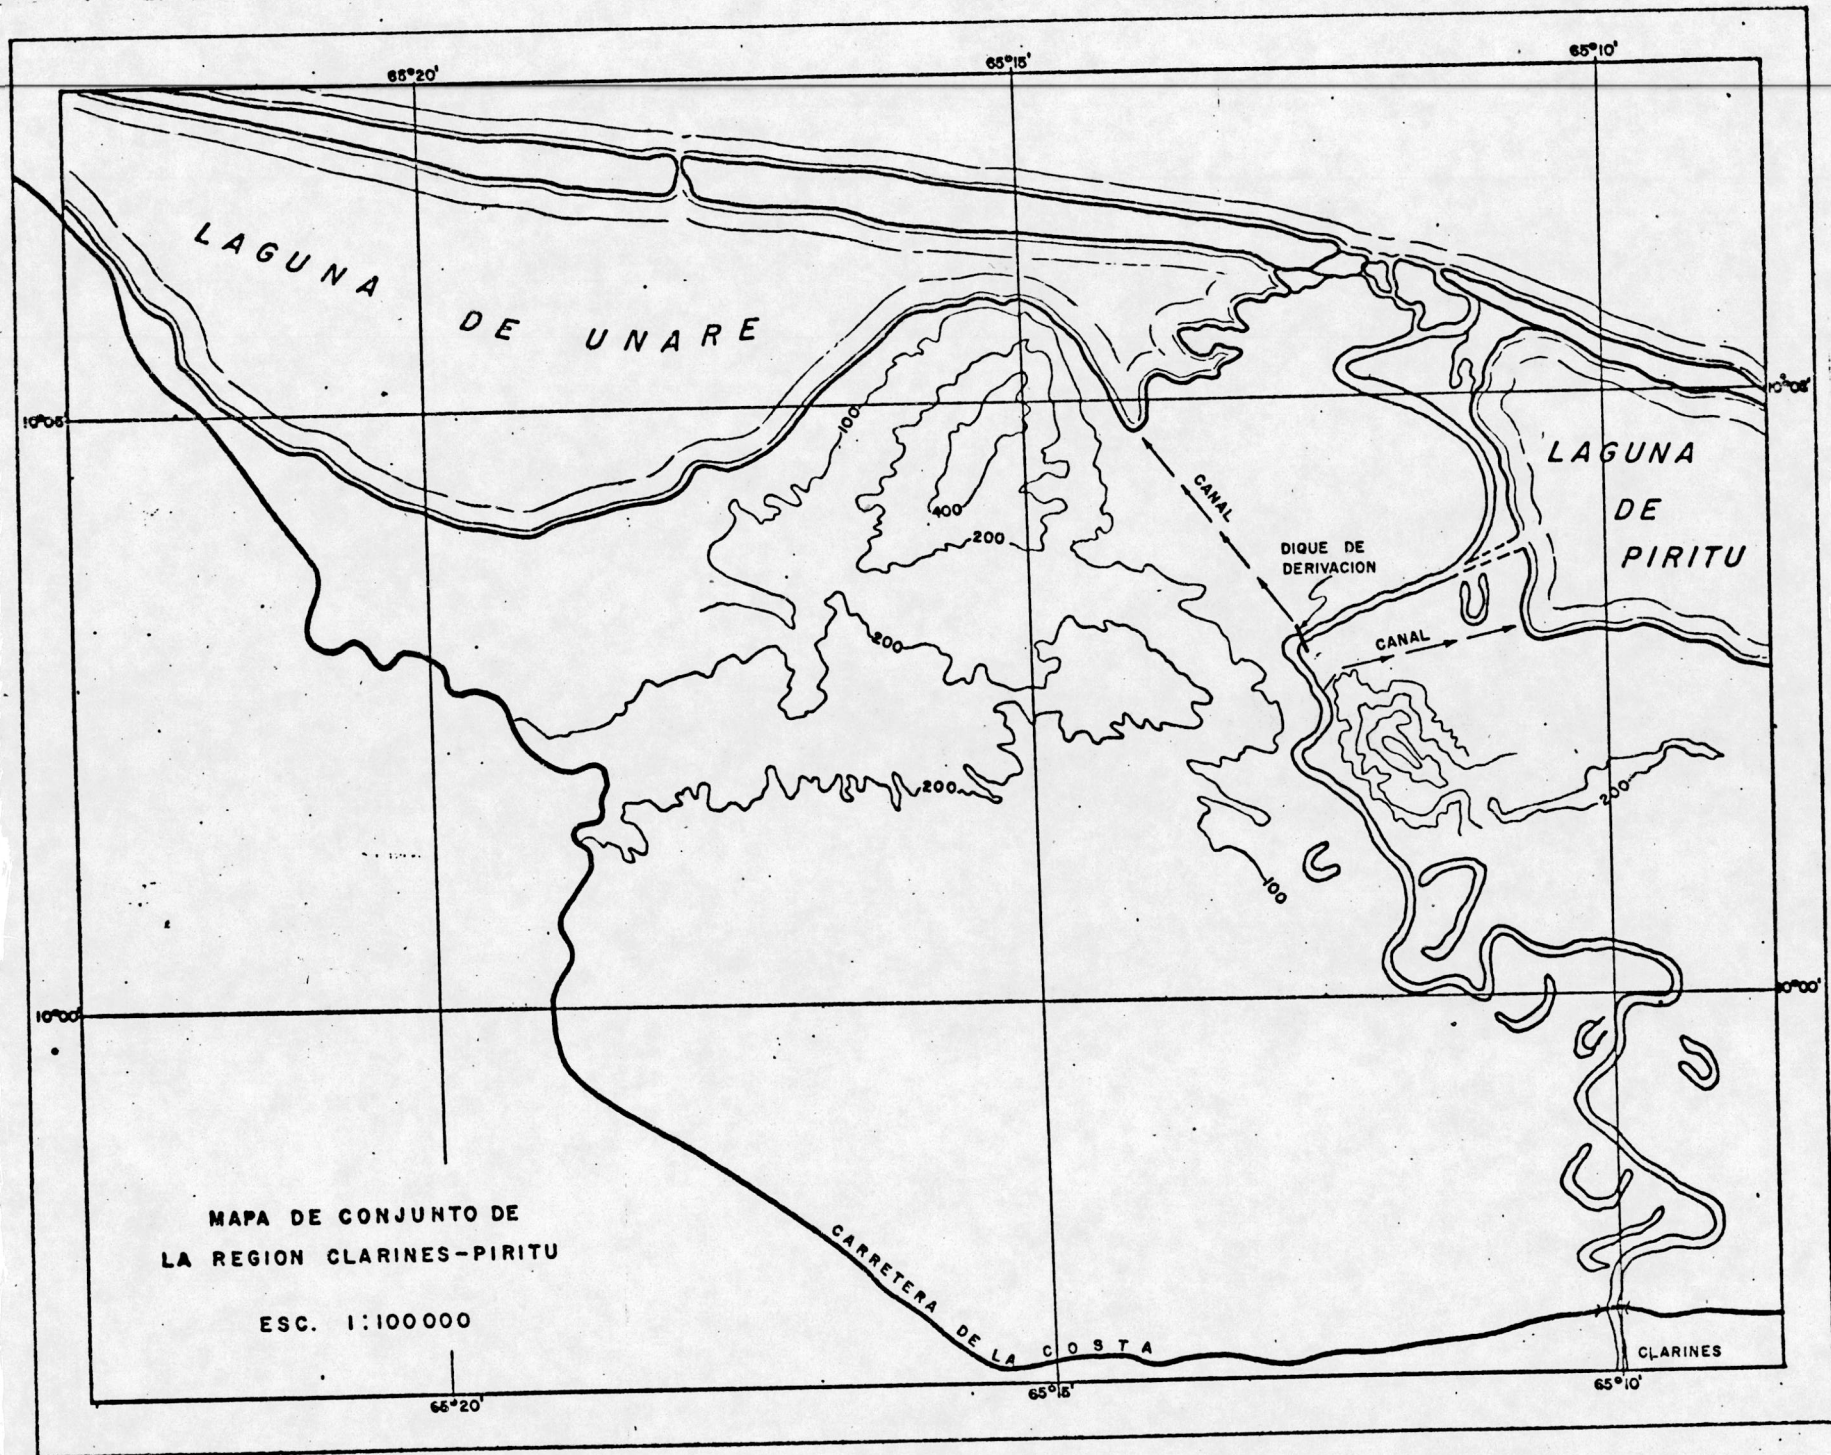 65°20'
65°15'
65°10'
LAGUNA
DE UNARE
10°05'
10°05'
100
LAGUNA
DE
PIRITU
CANAL
400
200
DIQUE DE
DERIVACION
200
CANAL
200
200
100
10°00'
10°00'
MAPA DE CONJUNTO DE
LA REGION CLARINES-PIRITU
ESC. 1:100000
CARRETERA DE LA COSTA
CLARINES
65°20'
65°15'
65°10'